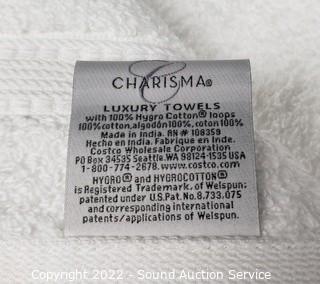 CHARISMA®
LUXURY TOWELS
with 100% Hygro Cotton® loops
100%cotton,algodón100%,coton100%
Made in India. RN# 108359
Hecho en India. Fabrique en Inde.
Costco Wholesale Corporation
PO Box 34535 Seattle.WA 98124-1535 USA
1-800-774-2678. www.costco.com
HYGRO® and HYGROCOTTON®
is Registered Trademark, of Welspun;
patented under U.S.Pat.No.8,733,075
and corresponding international
patents/applications of Welspun.
Copyright 2022 - Sound Auction Service